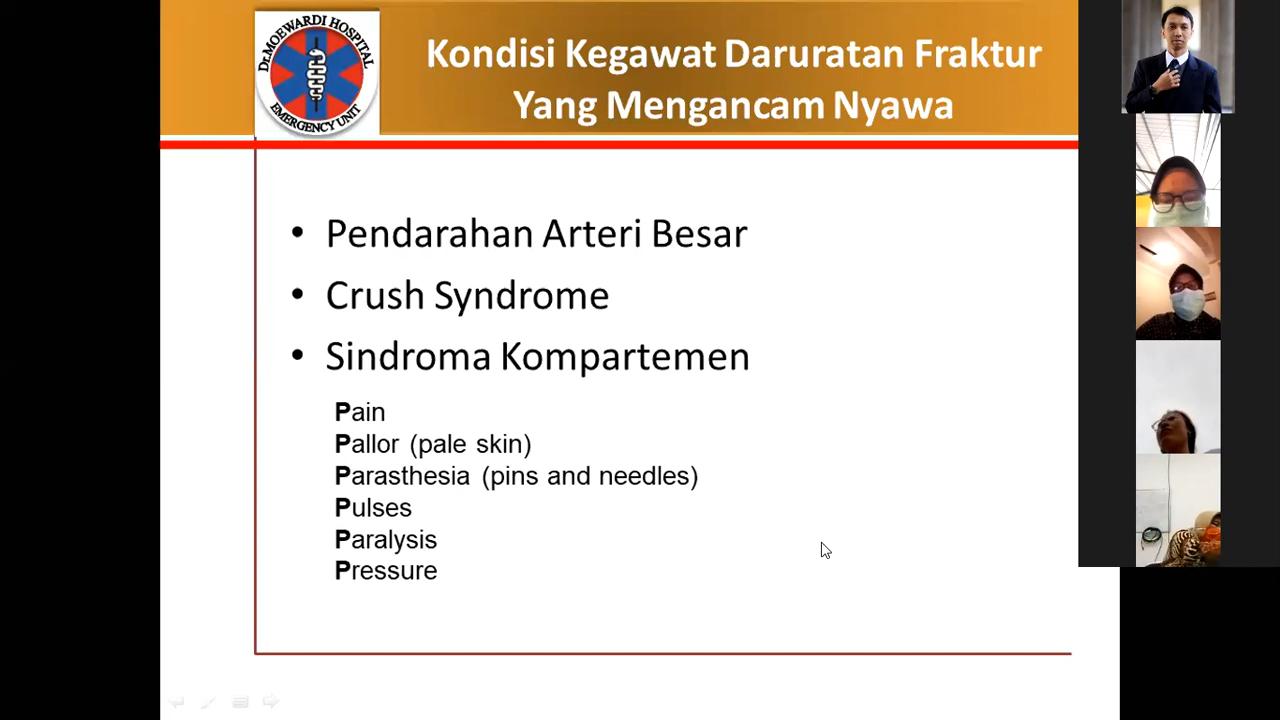 Dr.MOEWARDI HOSPITAL
EMERGENCY UNIT
Kondisi Kegawat Daruratan Fraktur
Yang Mengancam Nyawa
• Pendarahan Arteri Besar
• Crush Syndrome
• Sindroma Kompartemen
Pain
Pallor (pale skin)
Parasthesia (pins and needles)
Pulses
Paralysis
Pressure